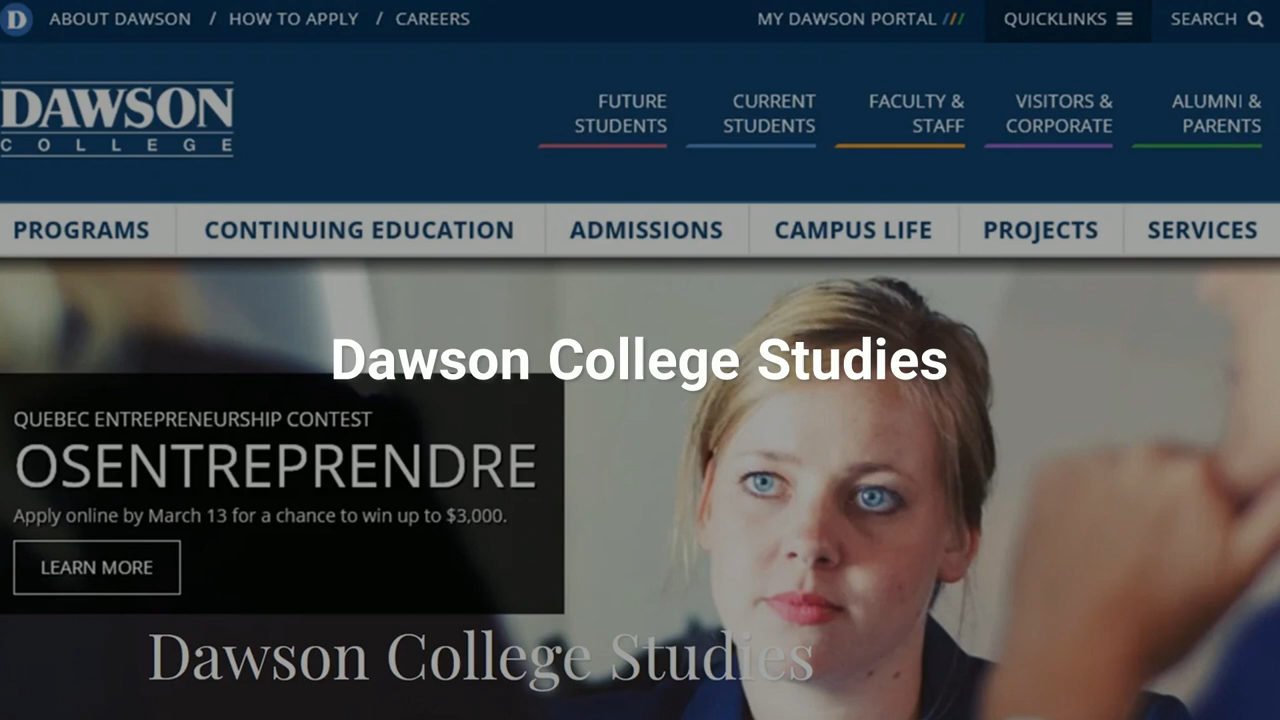 D ABOUT DAWSON / HOW TO APPLY / CAREERS MY DAWSON PORTAL /// QUICKLINKS SEARCH
DAWSON
COLLEGE
FUTURE STUDENTS
CURRENT STUDENTS
FACULTY & STAFF
VISITORS & CORPORATE
ALUMNI & PARENTS
PROGRAMS CONTINUING EDUCATION ADMISSIONS CAMPUS LIFE PROJECTS SERVICES
Dawson College Studies
QUEBEC ENTREPRENEURSHIP CONTEST
OSENTREPRENDRE
Apply online by March 13 for a chance to win up to $3,000.
LEARN MORE
Dawson College Studies